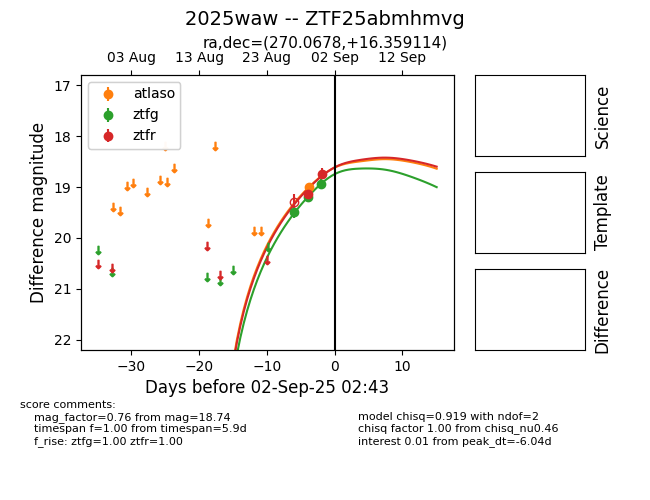 2025waw -- ZTF25abmhmvg
ra,dec=(270.0678,+16.359114)
03 Aug 13 Aug 23 Aug 02 Sep 12 Sep
atlaso
ztfg
ztfr
17
18
19
20
21
22
Difference magnitude
−30 −20 −10 0 10
Days before 02-Sep-25 02:43
Science
Template
Difference
score comments:
mag_factor=0.76 from mag=18.74
timespan f=1.00 from timespan=5.9d
f_rise: ztfg=1.00 ztfr=1.00
model chisq=0.919 with ndof=2
chisq factor 1.00 from chisq_nu0.46
interest 0.01 from peak_dt=-6.04d